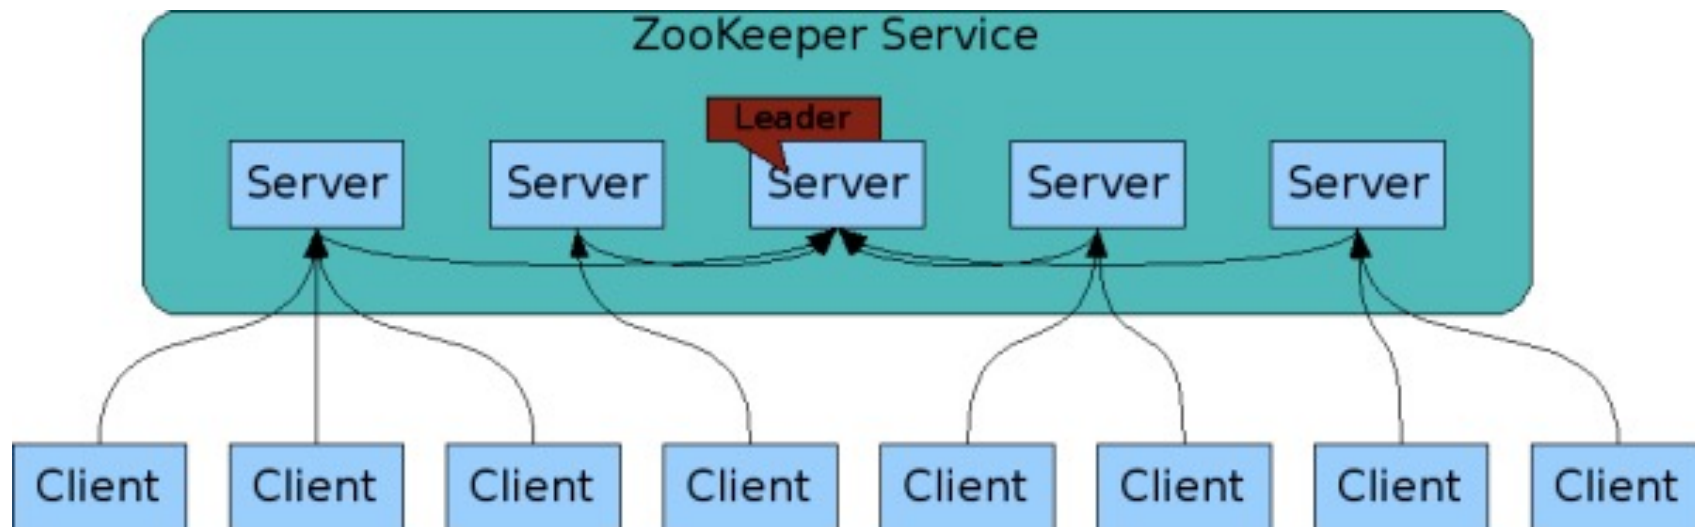 ZooKeeper Service
Leader
Server Server Server Server Server
Client Client Client Client Client Client Client Client